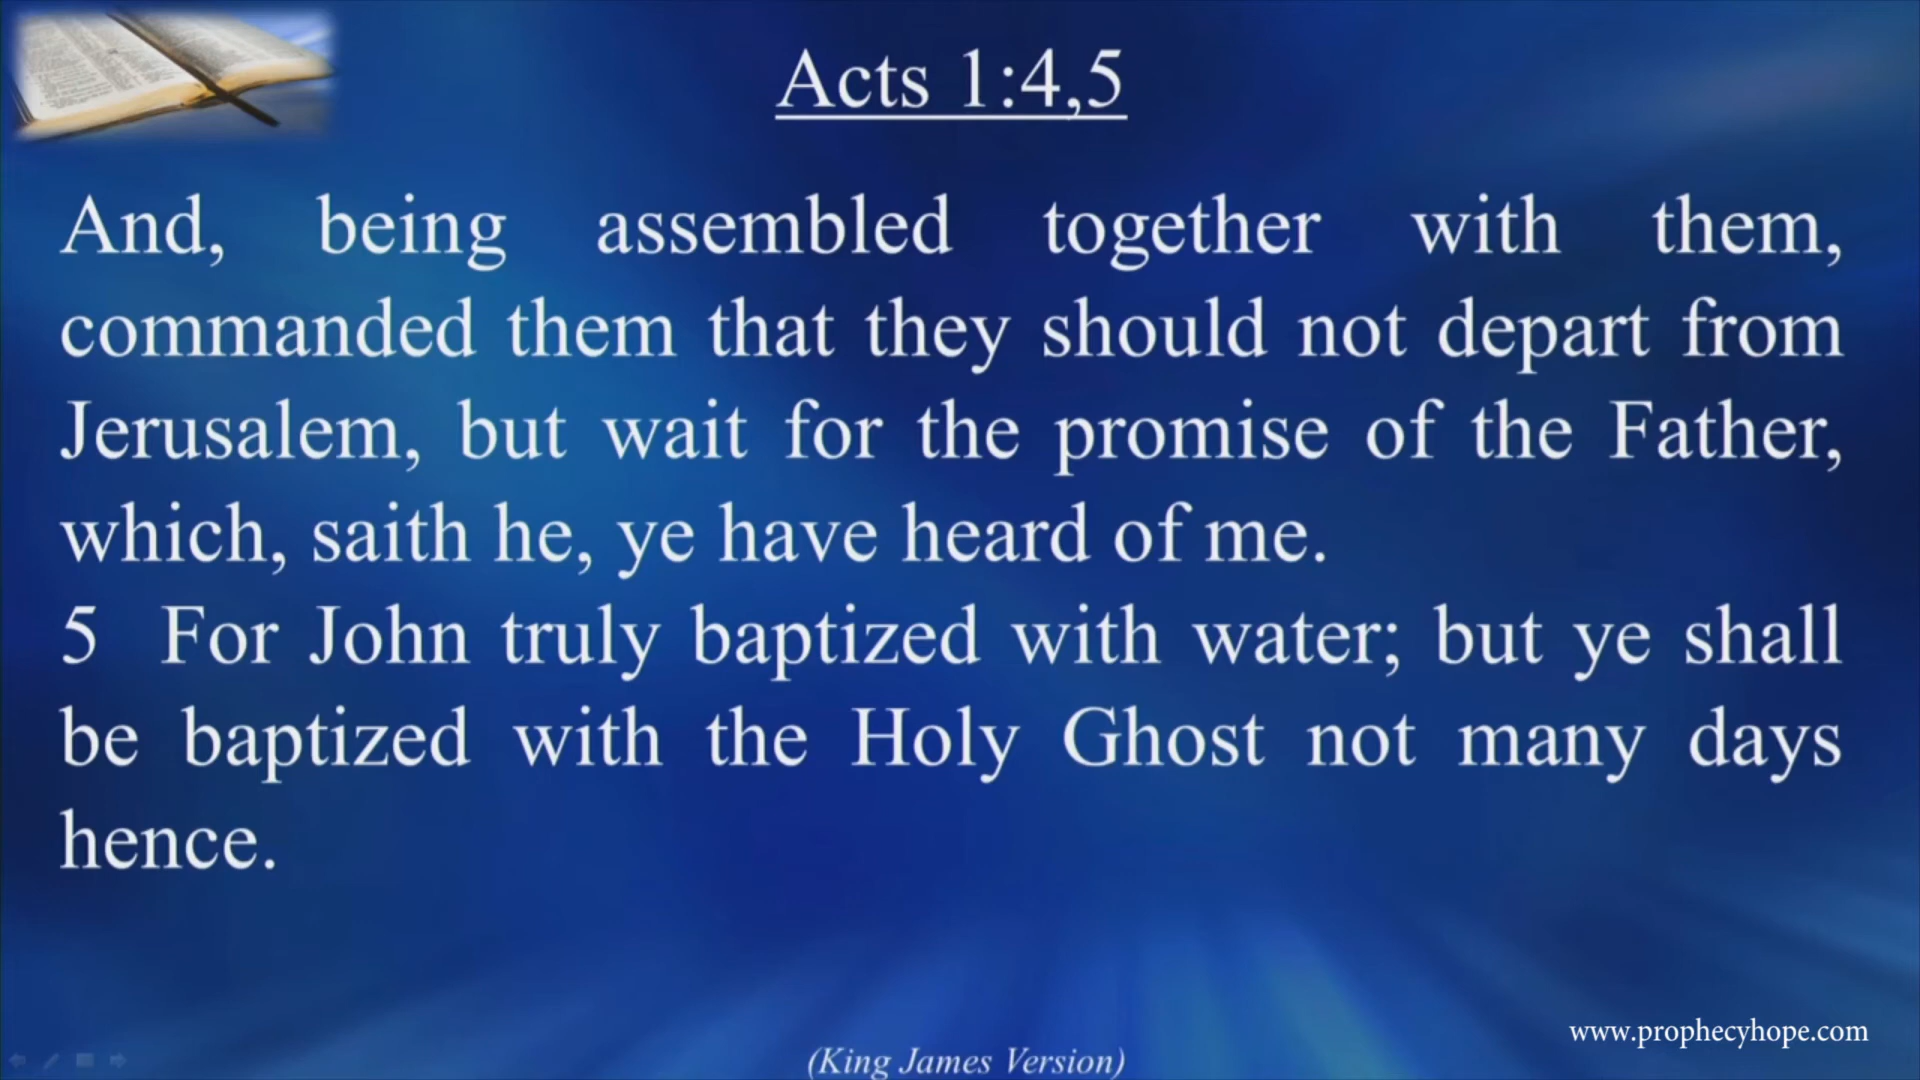 Acts 1:4,5
And, being assembled together with them,
commanded them that they should not depart from
Jerusalem, but wait for the promise of the Father,
which, saith he, ye have heard of me.
5 For John truly baptized with water; but ye shall
be baptized with the Holy Ghost not many days
hence.
www.prophecyhope.com
(King James Version)